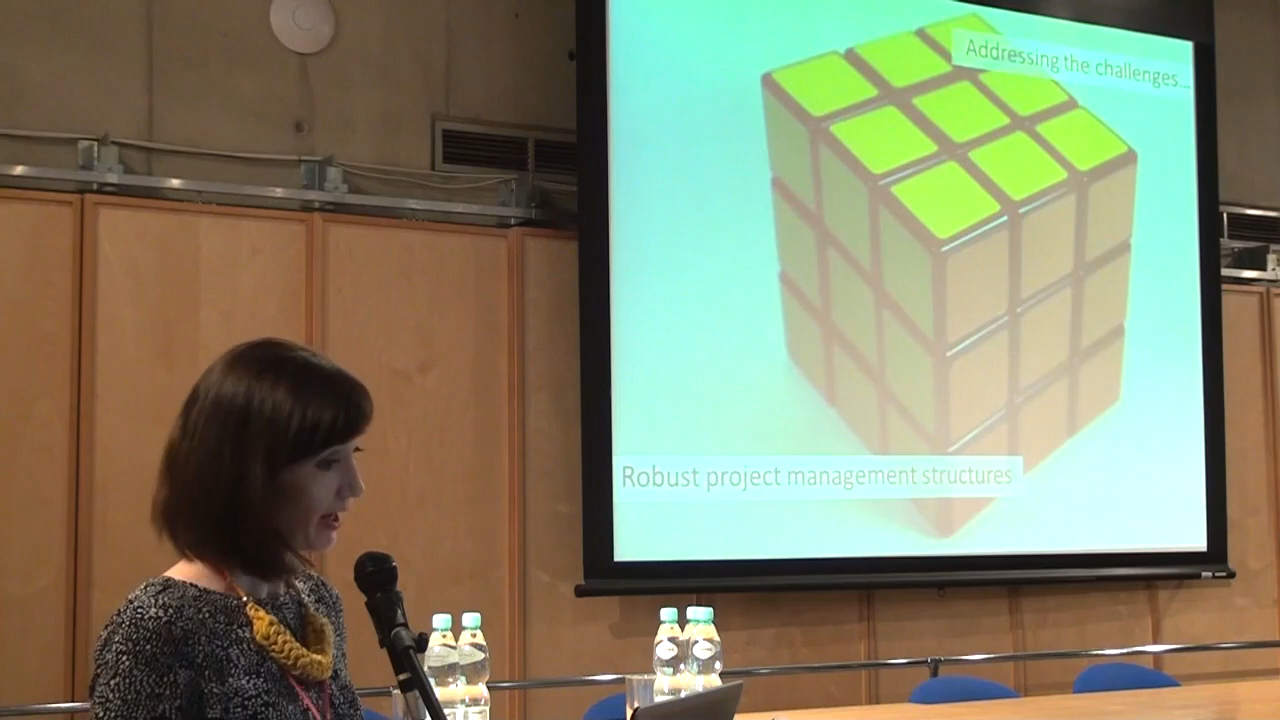 Addressing the challenges...
Robust project management structures